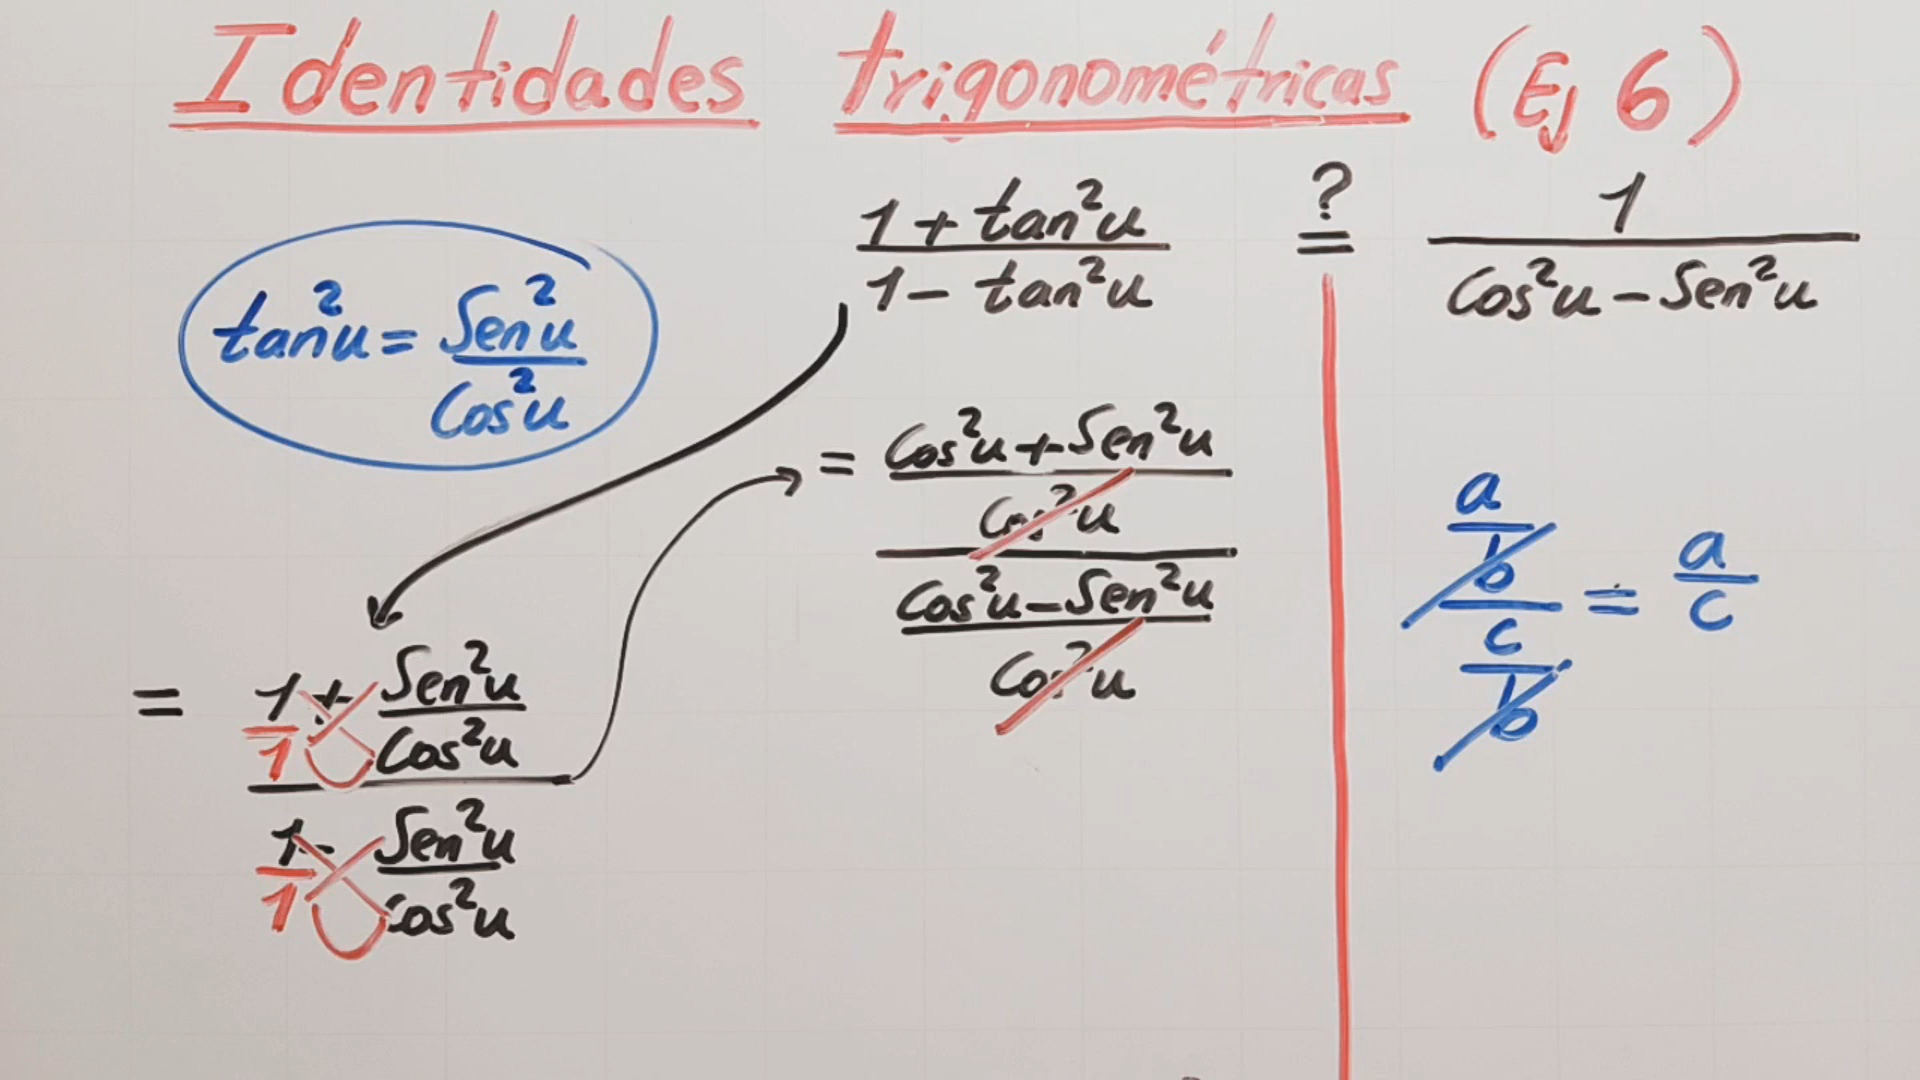 Identidades trigonométricas (Ej 6)
1 + tan²u / 1 - tan²u =? 1 / Cos²u - Sen²u
tan²u = Sen²u / Cos²u
= 1/1 + Sen²u / Cos²u
1/1 - Sen²u / Cos²u
= Cos²u + Sen²u / Cos²u
Cos²u - Sen²u / Cos²u
a/b / c/b = a/c